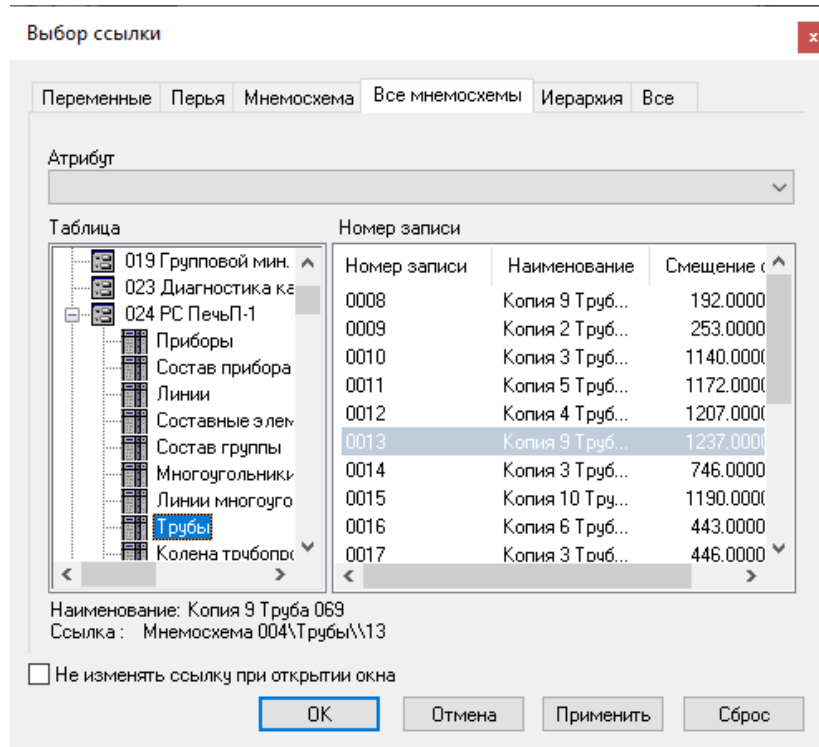 Выбор ссылки
x
Переменные Перья Мнемосхема Все мнемосхемы Иерархия Все
Атрибут
Таблица
019 Групповой мин.
023 Диагностика ка
024 РС ПечьП-1
Приборы
Состав прибора
Линии
Составные элем
Состав группы
Многоугольники
Линии многоуго
Трубы
Колена трубопро
Номер записи
Номер записи Наименование Смещение с
0008 Копия 9 Труб... 192.0000
0009 Копия 2 Труб... 253.0000
0010 Копия 3 Труб... 1140.0000
0011 Копия 5 Труб... 1172.0000
0012 Копия 4 Труб... 1207.0000
0013 Копия 9 Труб... 1237.0000
0014 Копия 3 Труб... 746.0000
0015 Копия 10 Тру... 1190.0000
0016 Копия 6 Труб... 443.0000
0017 Копия 3 Труб... 446.0000
Наименование: Копия 9 Труба 069
Ссылка : Мнемосхема 004\Трубы\\13
Не изменять ссылку при открытии окна
ОК Отмена Применить Сброс